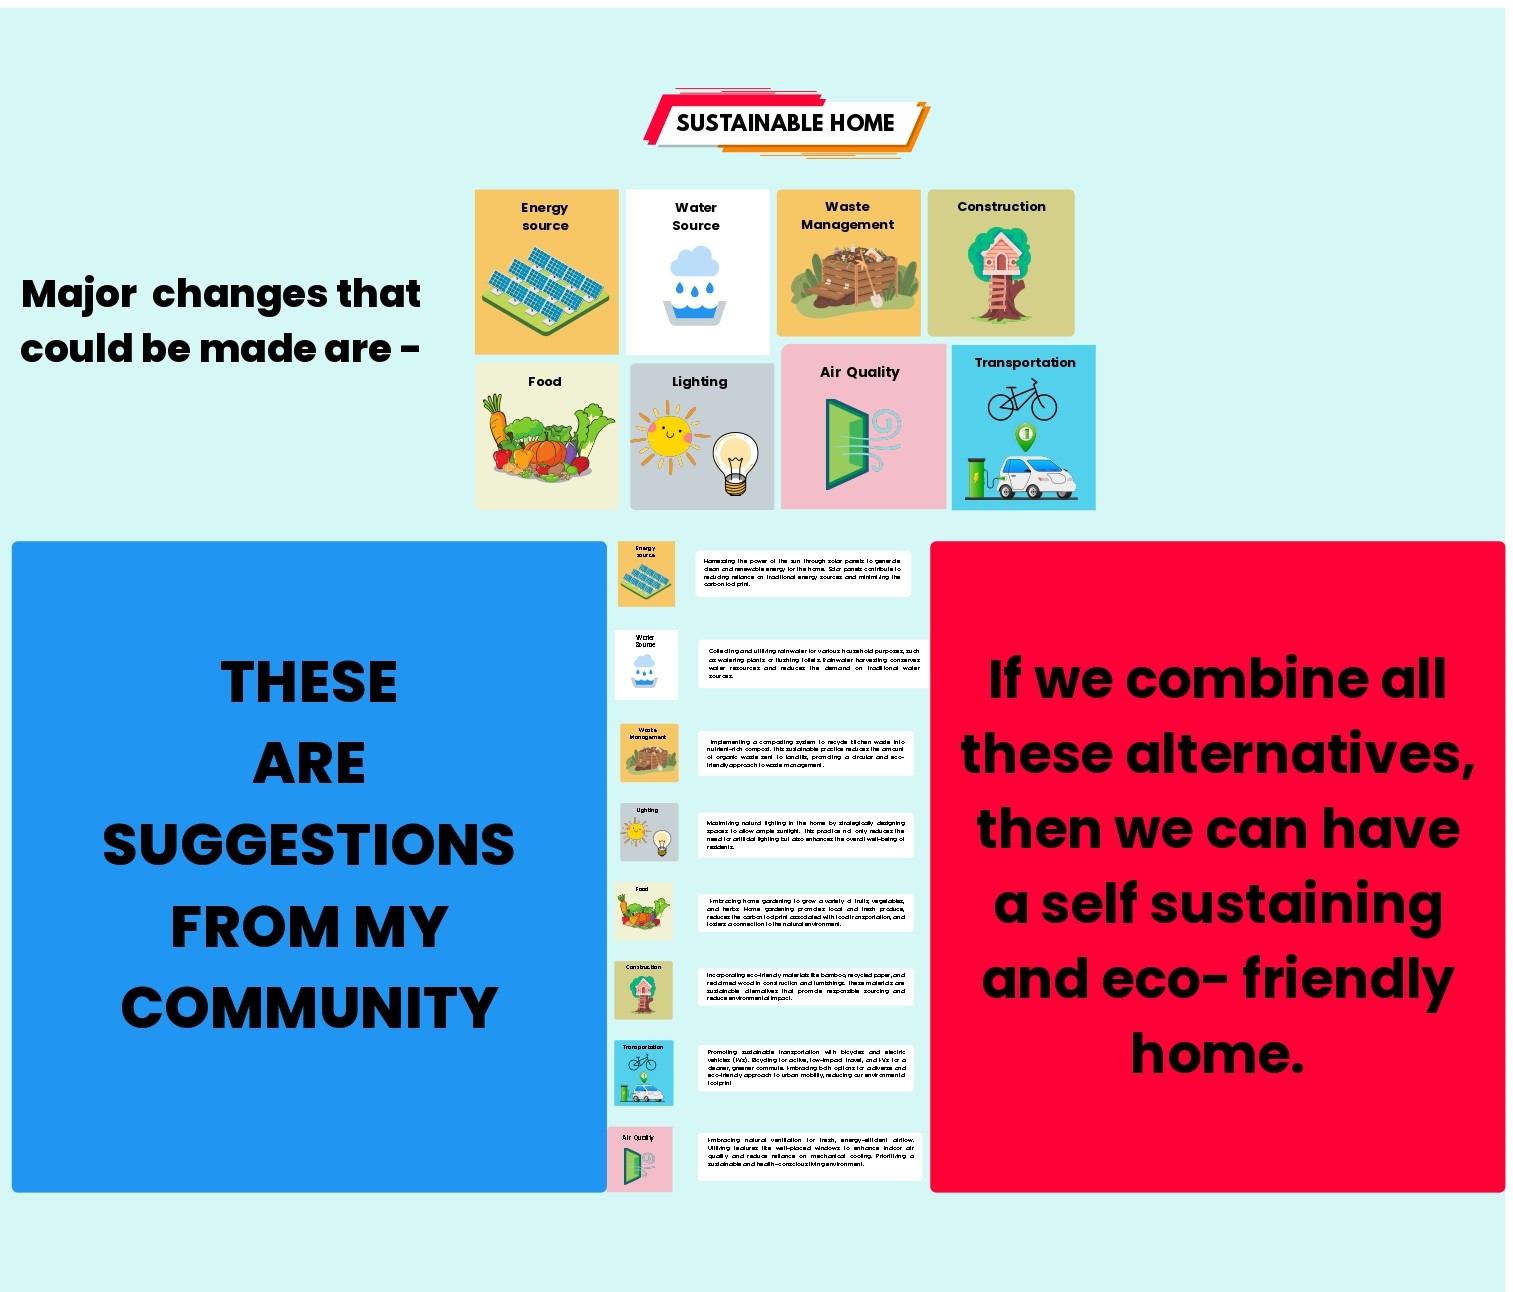 SUSTAINABLE HOME
Major changes that
could be made are -
Energy
source
Water
Source
Waste
Management
Construction
Food
Lighting
Air Quality
Transportation
THESE
ARE
SUGGESTIONS
FROM MY
COMMUNITY
Energy
source
Harnessing the power of the sun through solar panels to generate
clean and renewable energy for the home. Solar panels contribute to
reducing reliance on traditional energy sources and minimizing the
carbon footprint.
Water
Source
Collecting and utilizing rainwater for various household purposes, such
as watering plants or flushing toilets. Rainwater harvesting conserves
water resources and reduces the demand on traditional water
sources.
Waste
Management
Implementing a composting system to recycle kitchen waste into
nutrient-rich compost. This sustainable practice reduces the amount
of organic waste sent to landfills, promoting a circular and eco-
friendly approach to waste management.
Lighting
Maximizing natural lighting in the home by strategically designing
spaces to allow ample sunlight. This practice not only reduces the
need for artificial lighting but also enhances the overall well-being of
residents.
Food
Embracing home gardening to grow a variety of fruits, vegetables,
and herbs. Home gardening promotes local and fresh produce,
reduces the carbon footprint associated with food transportation, and
fosters a connection to the natural environment.
Construction
Incorporating eco-friendly materials like bamboo, recycled paper, and
reclaimed wood in construction and furnishings. These materials are
sustainable alternatives that promote responsible sourcing and
reduce environmental impact.
Transportation
Promoting sustainable transportation with bicycles and electric
vehicles (EVs). Bicycling for active, low-impact travel, and EVs for a
cleaner, greener commute. Embracing both options for a diverse and
eco-friendly approach to urban mobility, reducing our environmental
footprint
Air Quality
Embracing natural ventilation for fresh, energy-efficient airflow.
Utilizing features like well-placed windows to enhance indoor air
quality and reduce reliance on mechanical cooling. Prioritizing a
sustainable and health-conscious living environment.
If we combine all
these alternatives,
then we can have
a self sustaining
and eco- friendly
home.